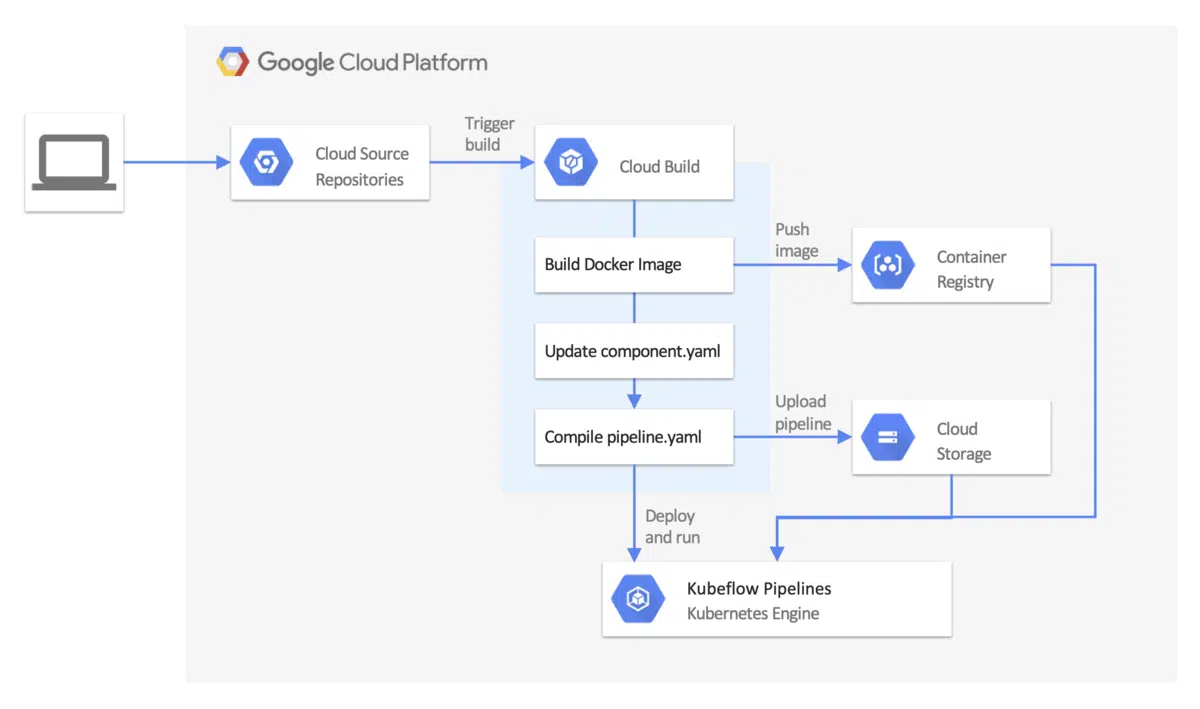 Google Cloud Platform
Trigger
build
Cloud Source
Repositories
Cloud Build
Build Docker Image
Push
image
Container
Registry
Update component.yaml
Compile pipeline.yaml
Upload
pipeline
Cloud
Storage
Deploy
and run
Kubeflow Pipelines
Kubernetes Engine